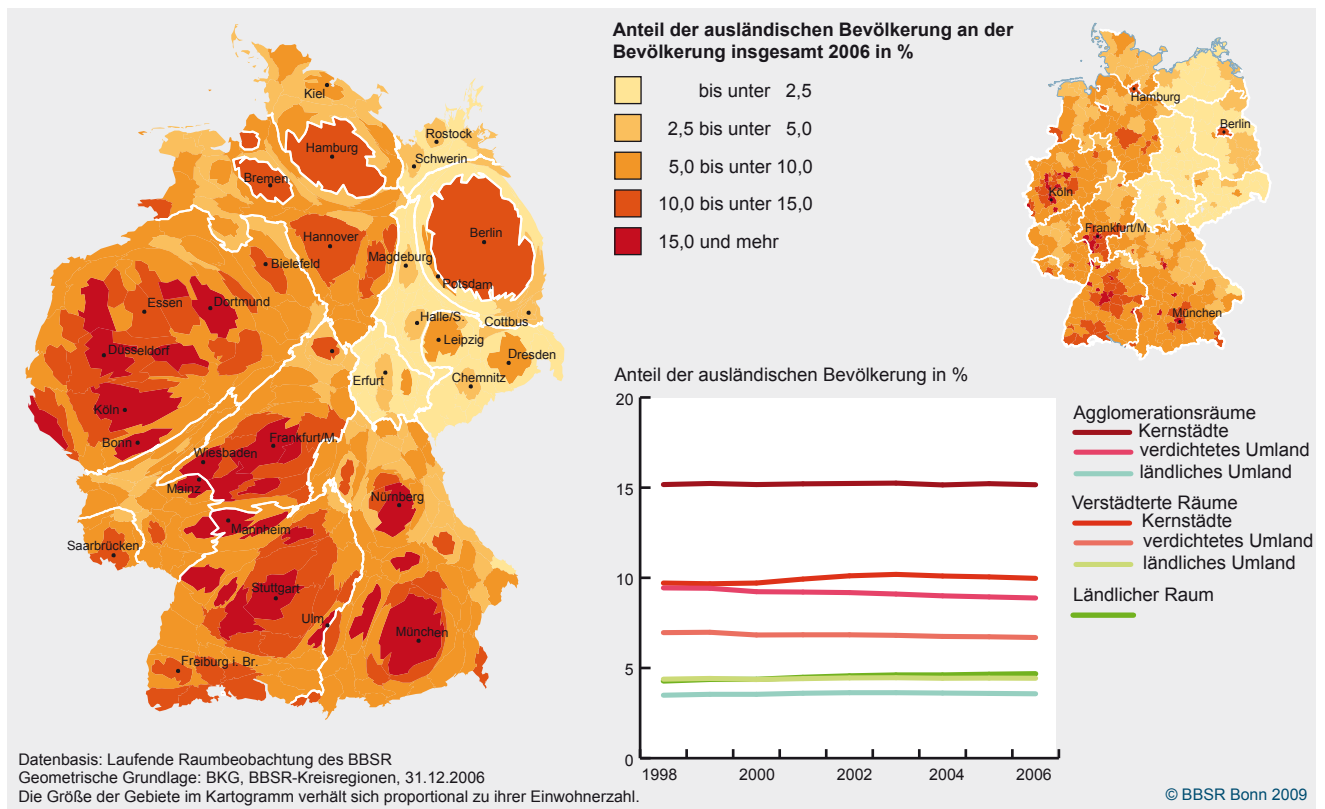 Anteil der ausländischen Bevölkerung an der
Bevölkerung insgesamt 2006 in %
bis unter 2,5
2,5 bis unter 5,0
5,0 bis unter 10,0
10,0 bis unter 15,0
15,0 und mehr
Kiel
Rostock
Hamburg
Schwerin
Bremen
Hannover
Berlin
Magdeburg
Bielefeld
Potsdam
Essen
Dortmund
Halle/S.
Cottbus
Leipzig
Düsseldorf
Dresden
Erfurt
Chemnitz
Köln
Bonn
Frankfurt/M.
Wiesbaden
Mainz
Nürnberg
Mannheim
Saarbrücken
Stuttgart
Ulm
München
Freiburg i. Br.
Hamburg
Berlin
Köln
Frankfurt/M.
München
Anteil der ausländischen Bevölkerung in %
20
15
10
5
0
1998
2000
2002
2004
2006
Agglomerationsräume
Kernstädte
verdichtetes Umland
ländliches Umland
Verstädterte Räume
Kernstädte
verdichtetes Umland
ländliches Umland
Ländlicher Raum
Datenbasis: Laufende Raumbeobachtung des BBSR
Geometrische Grundlage: BKG, BBSR-Kreisregionen, 31.12.2006
Die Größe der Gebiete im Kartogramm verhält sich proportional zu ihrer Einwohnerzahl.
© BBSR Bonn 2009